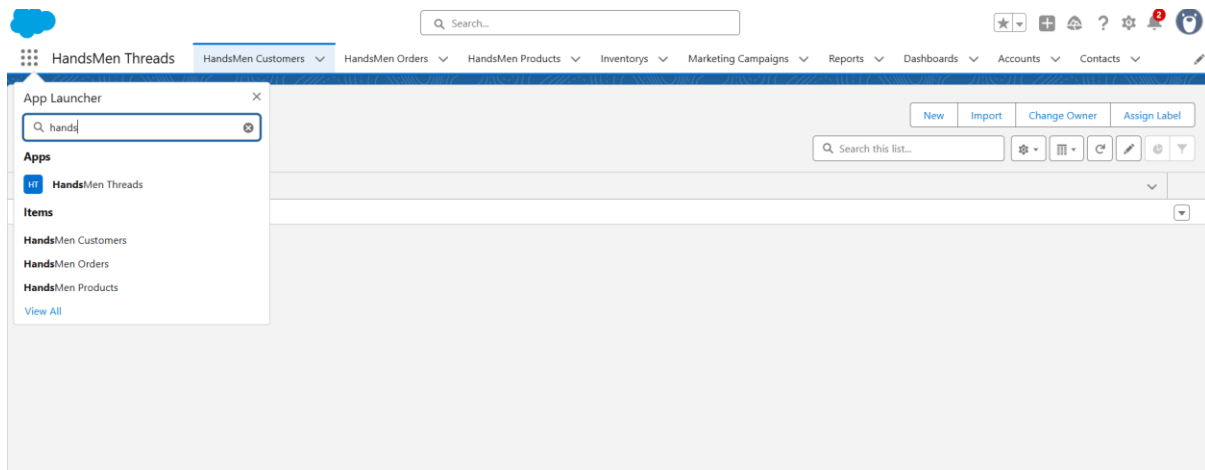 Search...
2
HandsMen Threads HandsMen Customers HandsMen Orders HandsMen Products Inventorys Marketing Campaigns Reports Dashboards Accounts Contacts
App Launcher
New Import Change Owner Assign Label
hands
Search this list...
Apps
HT HandsMen Threads
Items
HandsMen Customers
HandsMen Orders
HandsMen Products
View All